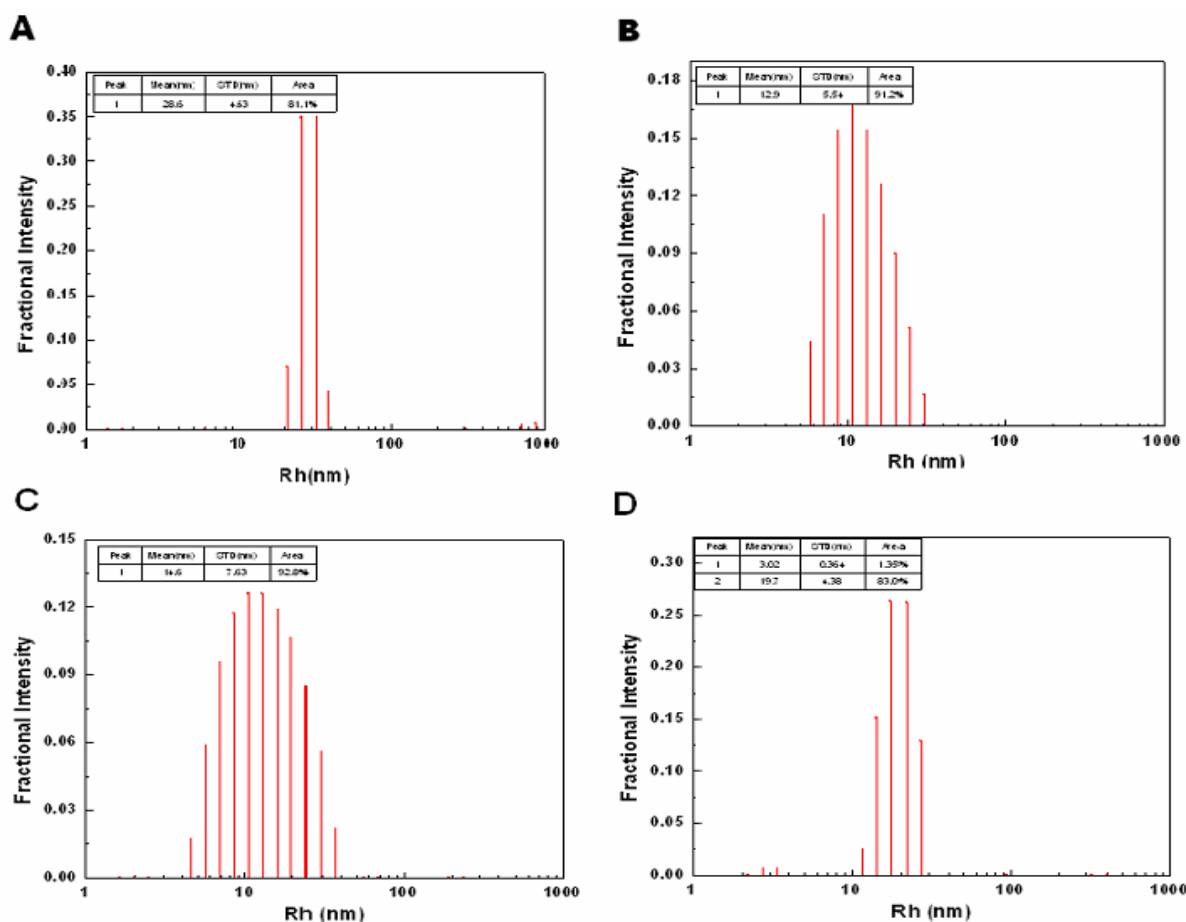 A
Peak Mean(nm) STD(nm) Area
1 28.6 4.63 81.1%
0.40
0.35
0.30
0.25
0.20
0.15
0.10
0.05
0.00
Fractional Intensity
1 10 100 1000
Rh(nm)
B
Peak Mean(nm) STD(nm) Area
1 12.9 5.54 91.2%
0.18
0.15
0.12
0.09
0.06
0.03
0.00
Fractional Intensity
1 10 100 1000
Rh (nm)
C
Peak Mean(nm) STD(nm) Area
1 14.6 7.63 92.8%
0.15
0.12
0.09
0.06
0.03
0.00
Fractional Intensity
1 10 100 1000
Rh (nm)
D
Peak Mean(nm) STD(nm) Area
1 3.02 0.364 1.35%
2 19.7 4.38 83.0%
0.30
0.25
0.20
0.15
0.10
0.05
0.00
Fractional Intensity
1 10 100 1000
Rh (nm)